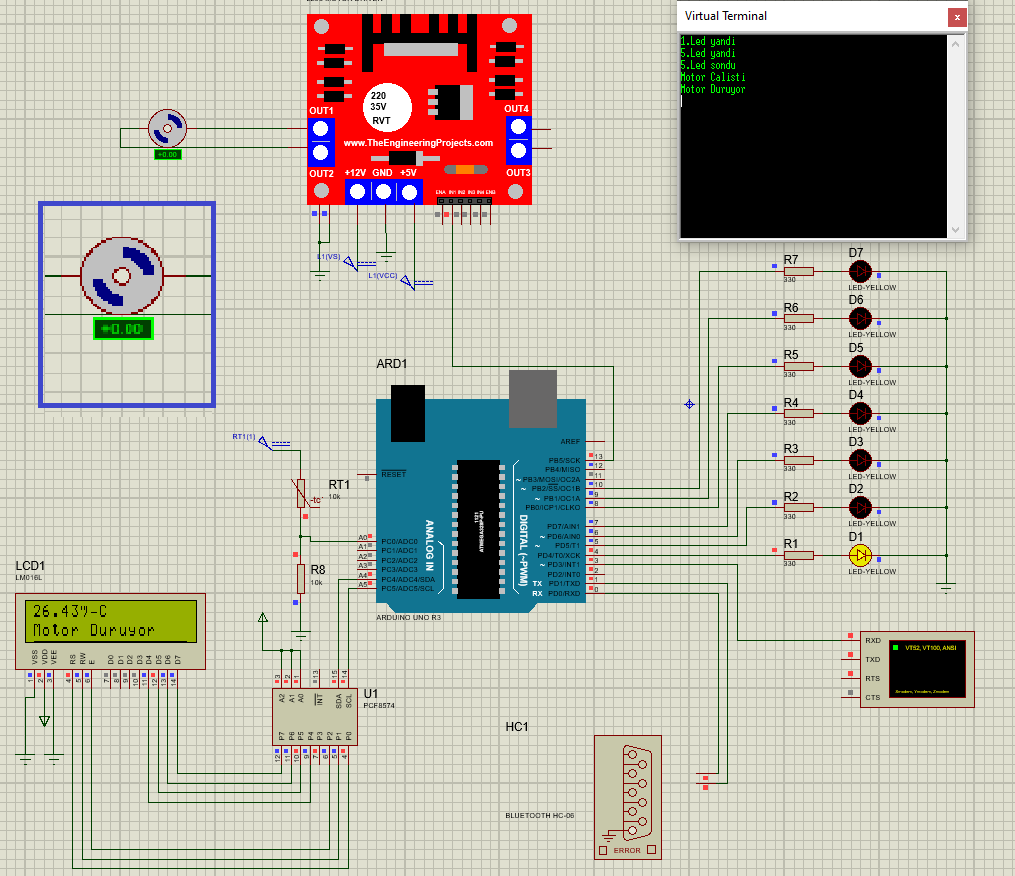 Virtual Terminal
x
1.Led yandi
5.Led yandi
5.Led sondu
Motor Calisti
Motor Duruyor
220
35V
RVT
OUT1
OUT4
www.TheEngineeringProjects.com
OUT2
+12V GND +5V
OUT3
ENA IN1 IN2 IN3 IN4 ENB
+0.00
L1(VS)
L1(VCC)
+0.00
R7
330
D7
LED-YELLOW
R6
330
D6
LED-YELLOW
R5
330
D5
LED-YELLOW
R4
330
D4
LED-YELLOW
R3
330
D3
LED-YELLOW
R2
330
D2
LED-YELLOW
R1
330
D1
LED-YELLOW
ARD1
RT1(1)
RT1
10k
-tc
R8
10k
RESET
AREF
PB5/SCK 13
PB4/MISO 12
~ PB3/MOSI/OC2A 11
~ PB2/SS/OC1B 10
~ PB1/OC1A 9
PB0/ICP1/CLKO 8
PD7/AIN1 7
~ PD6/AIN0 6
~ PD5/T1 5
PD4/T0/XCK 4
~ PD3/INT1 3
PD2/INT0 2
TX PD1/TXD 1
RX PD0/RXD 0
A0 PC0/ADC0
A1 PC1/ADC1
A2 PC2/ADC2
A3 PC3/ADC3
A4 PC4/ADC4/SDA
A5 PC5/ADC5/SCL
ANALOG IN
DIGITAL (~PWM)
1121
ATMEGA328P-PU
ARDUINO UNO R3
LCD1
LM016L
26.43
-C
Motor Duruyor
VSS VDD VEE RS RW E D0 D1 D2 D3 D4 D5 D6 D7
1 2 3 4 5 6 7 8 9 10 11 12 13 14
3 2 1 13 15 14
A2 A1 A0 INT SDA SCL
U1
PCF8574
P7 P6 P5 P4 P3 P2 P1 P0
12 11 10 9 7 6 5 4
HC1
BLUETOOTH HC-06
ERROR
RXD
TXD
RTS
CTS
VT52, VT100, ANSI
Xmodem, Ymodem, Zmodem